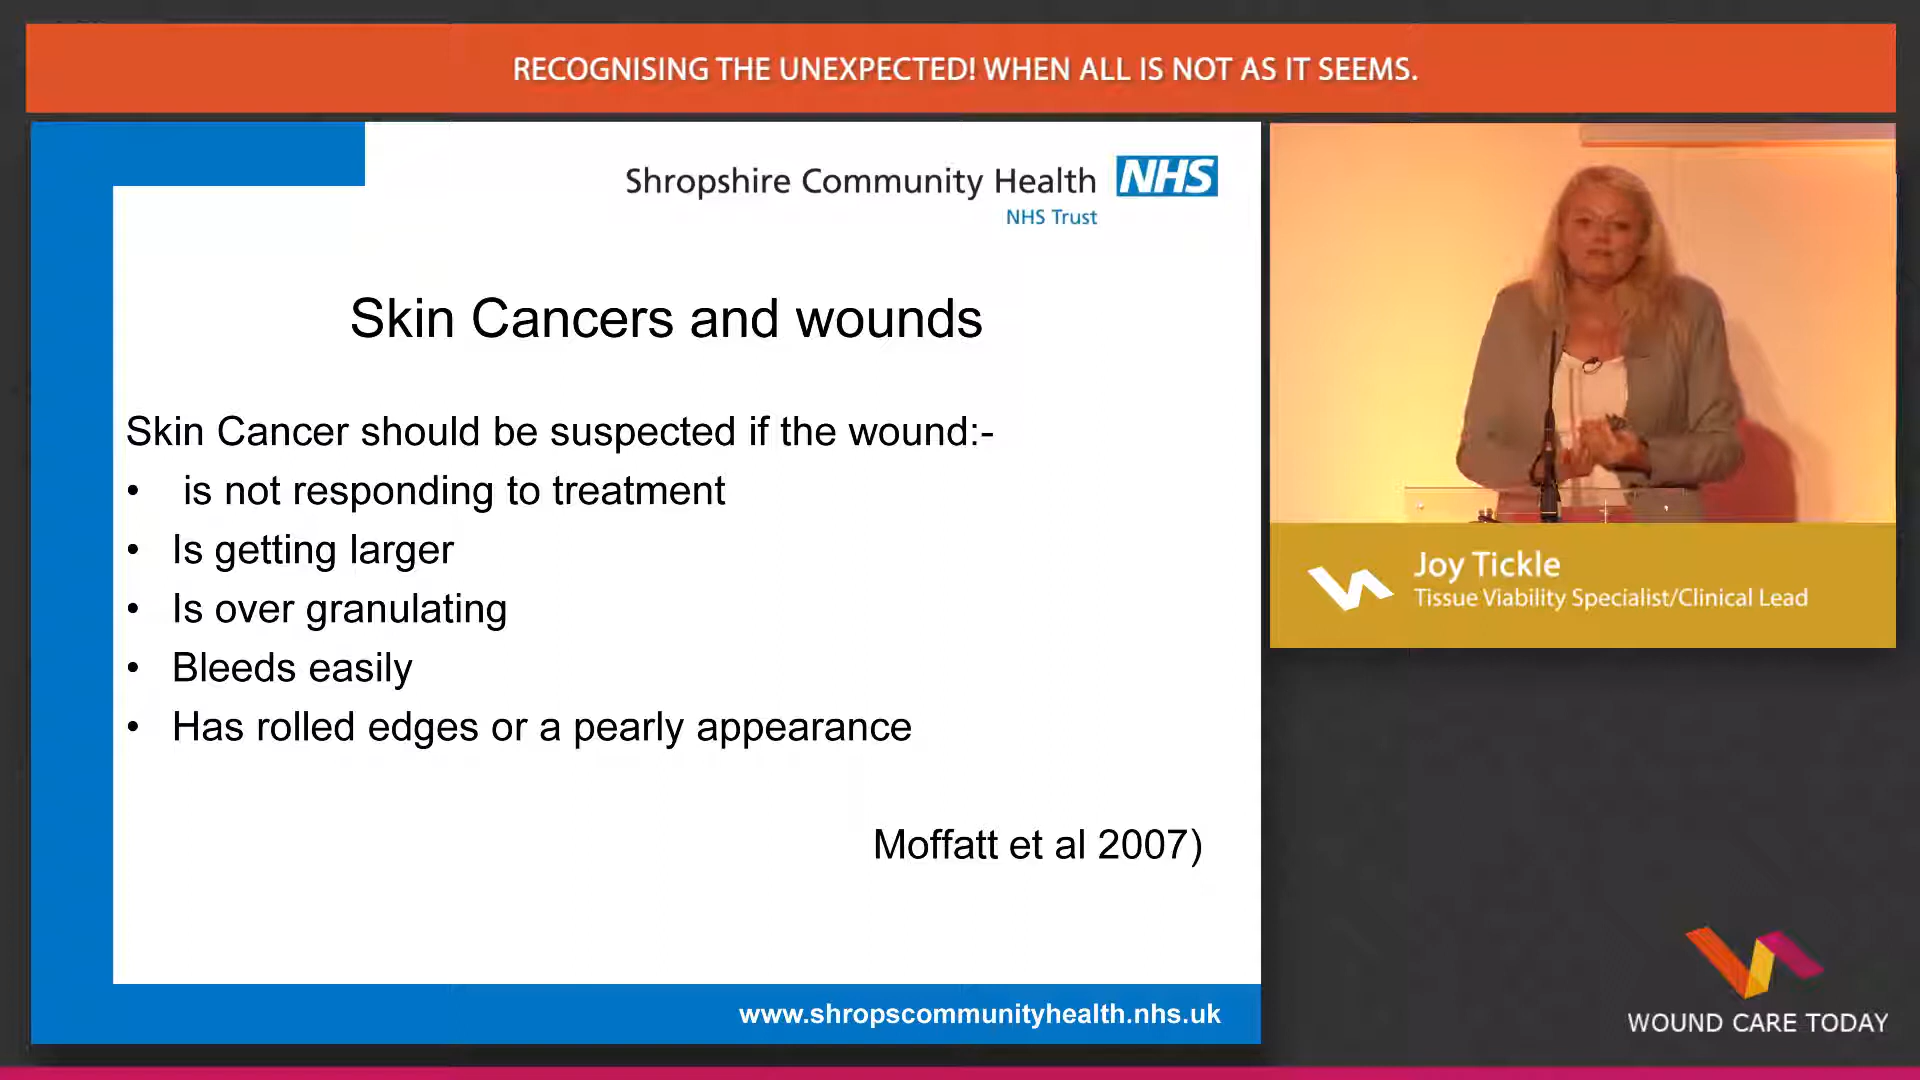 RECOGNISING THE UNEXPECTED! WHEN ALL IS NOT AS IT SEEMS.
Shropshire Community Health NHS
NHS Trust
Skin Cancers and wounds
Skin Cancer should be suspected if the wound:-
• is not responding to treatment
• Is getting larger
• Is over granulating
• Bleeds easily
• Has rolled edges or a pearly appearance
Moffatt et al 2007)
www.shropscommunityhealth.nhs.uk
Joy Tickle
Tissue Viability Specialist/Clinical Lead
WOUND CARE TODAY